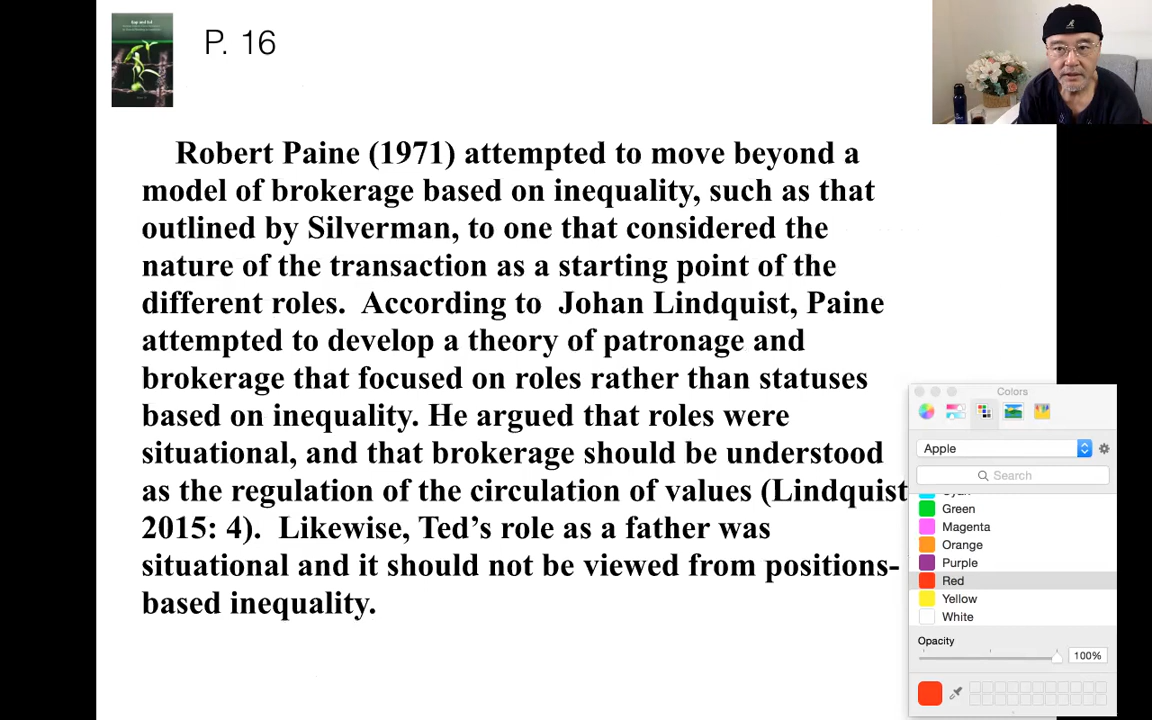 P. 16
Robert Paine (1971) attempted to move beyond a
model of brokerage based on inequality, such as that
outlined by Silverman, to one that considered the
nature of the transaction as a starting point of the
different roles.  According to  Johan Lindquist, Paine
attempted to develop a theory of patronage and
brokerage that focused on roles rather than statuses
based on inequality. He argued that roles were
situational, and that brokerage should be understood
as the regulation of the circulation of values (Lindquist
2015: 4).  Likewise, Ted’s role as a father was
situational and it should not be viewed from positions-
based inequality.
Colors
Apple
Search
Green
Magenta
Orange
Purple
Red
Yellow
White
Opacity
100%